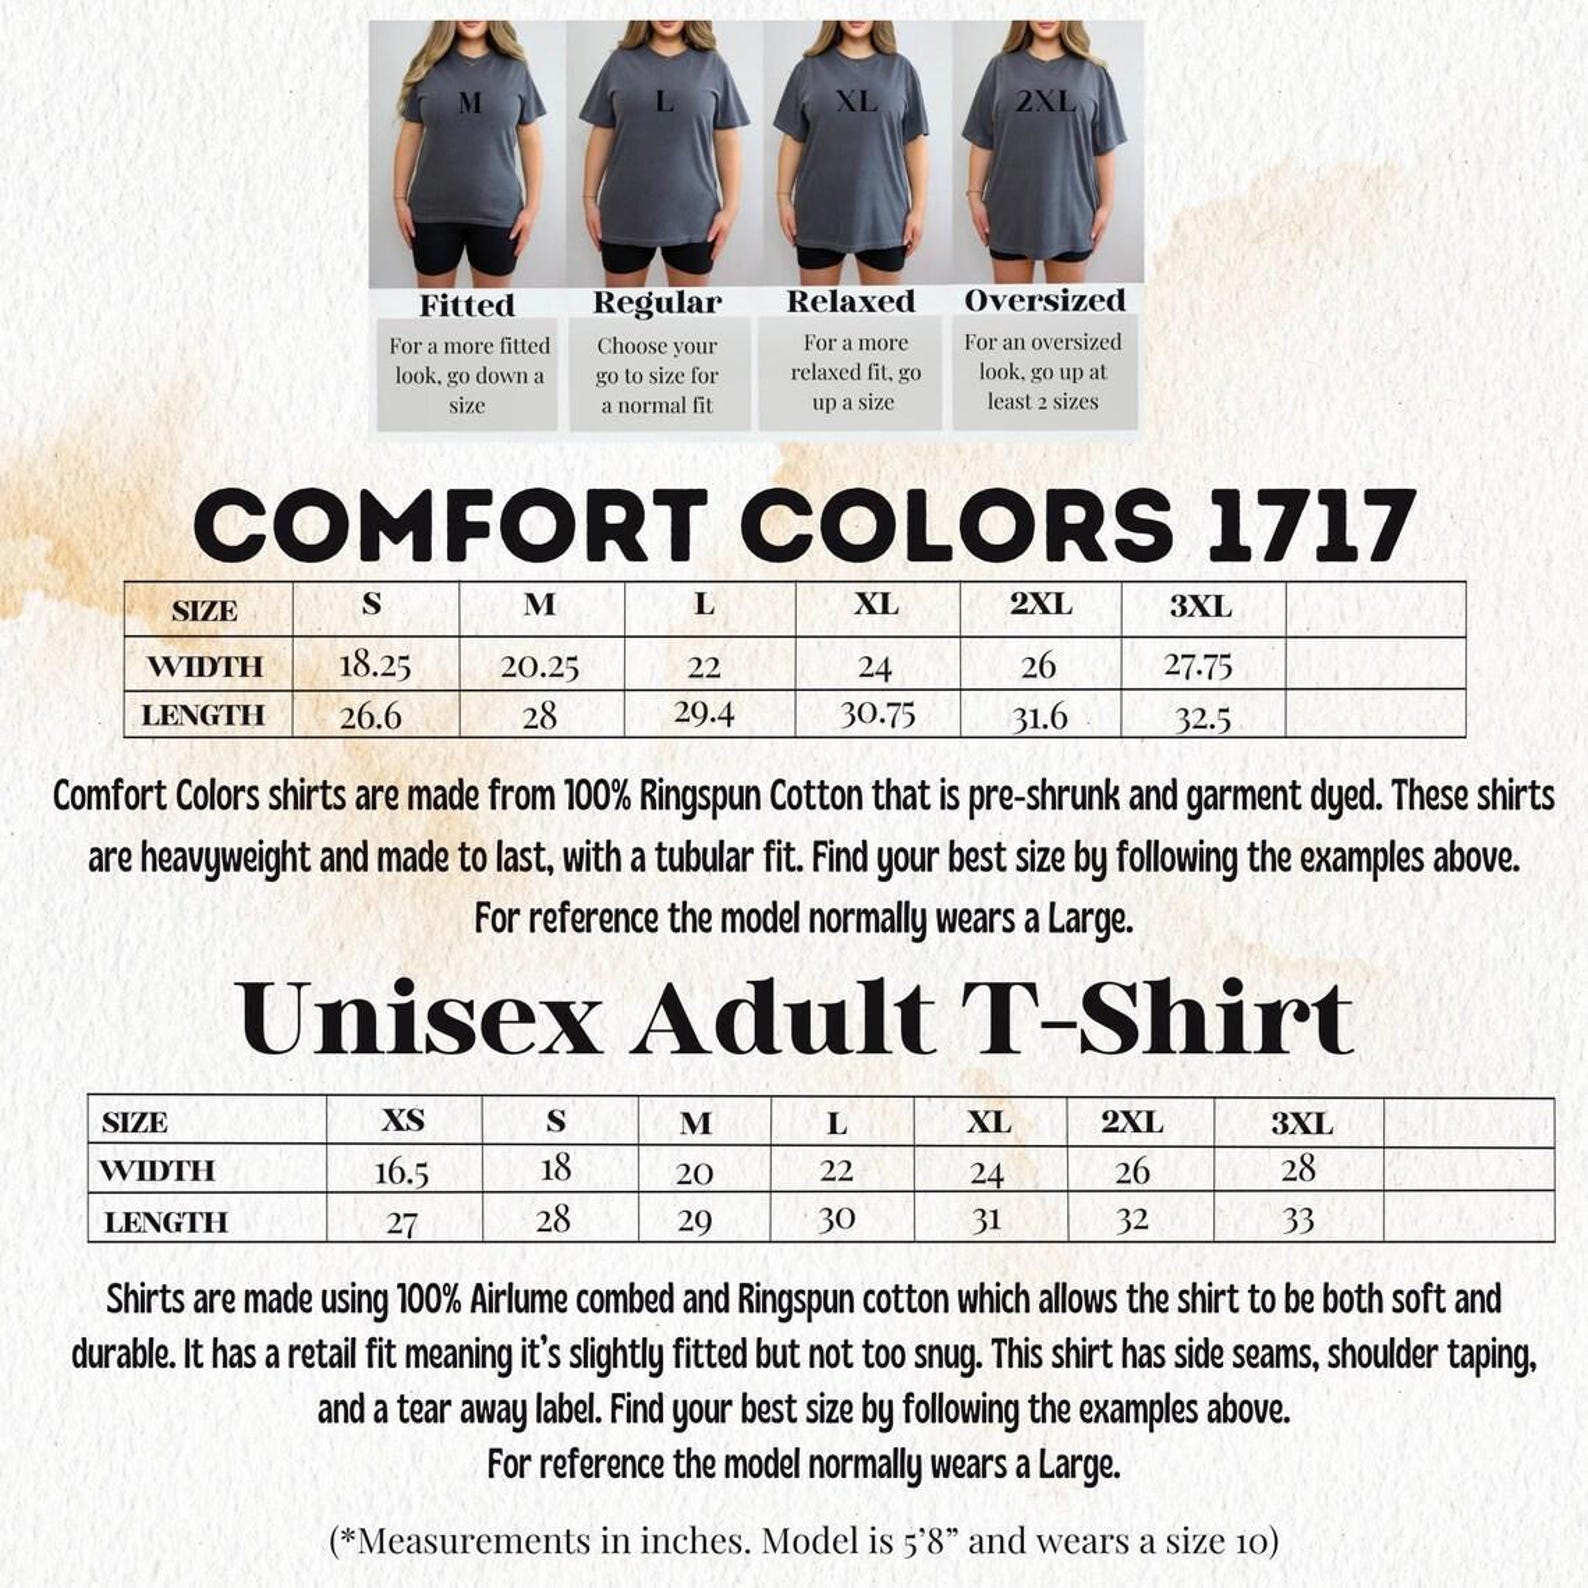 M L XL 2XL
Fitted Regular Relaxed Oversized
For a more fitted
look, go down a
size
Choose your
go to size for
a normal fit
For a more
relaxed fit, go
up a size
For an oversized
look, go up at
least 2 sizes
COMFORT COLORS 1717
SIZE S M L XL 2XL 3XL
WIDTH 18.25 20.25 22 24 26 27.75
LENGTH 26.6 28 29.4 30.75 31.6 32.5
Comfort Colors shirts are made from 100% Ringspun Cotton that is pre-shrunk and garment dyed. These shirts
are heavyweight and made to last, with a tubular fit. Find your best size by following the examples above.
For reference the model normally wears a Large.
Unisex Adult T-Shirt
SIZE XS S M L XL 2XL 3XL
WIDTH 16.5 18 20 22 24 26 28
LENGTH 27 28 29 30 31 32 33
Shirts are made using 100% Airlume combed and Ringspun cotton which allows the shirt to be both soft and
durable. It has a retail fit meaning it's slightly fitted but not too snug. This shirt has side seams, shoulder taping,
and a tear away label. Find your best size by following the examples above.
For reference the model normally wears a Large.
(*Measurements in inches. Model is 5'8” and wears a size 10)